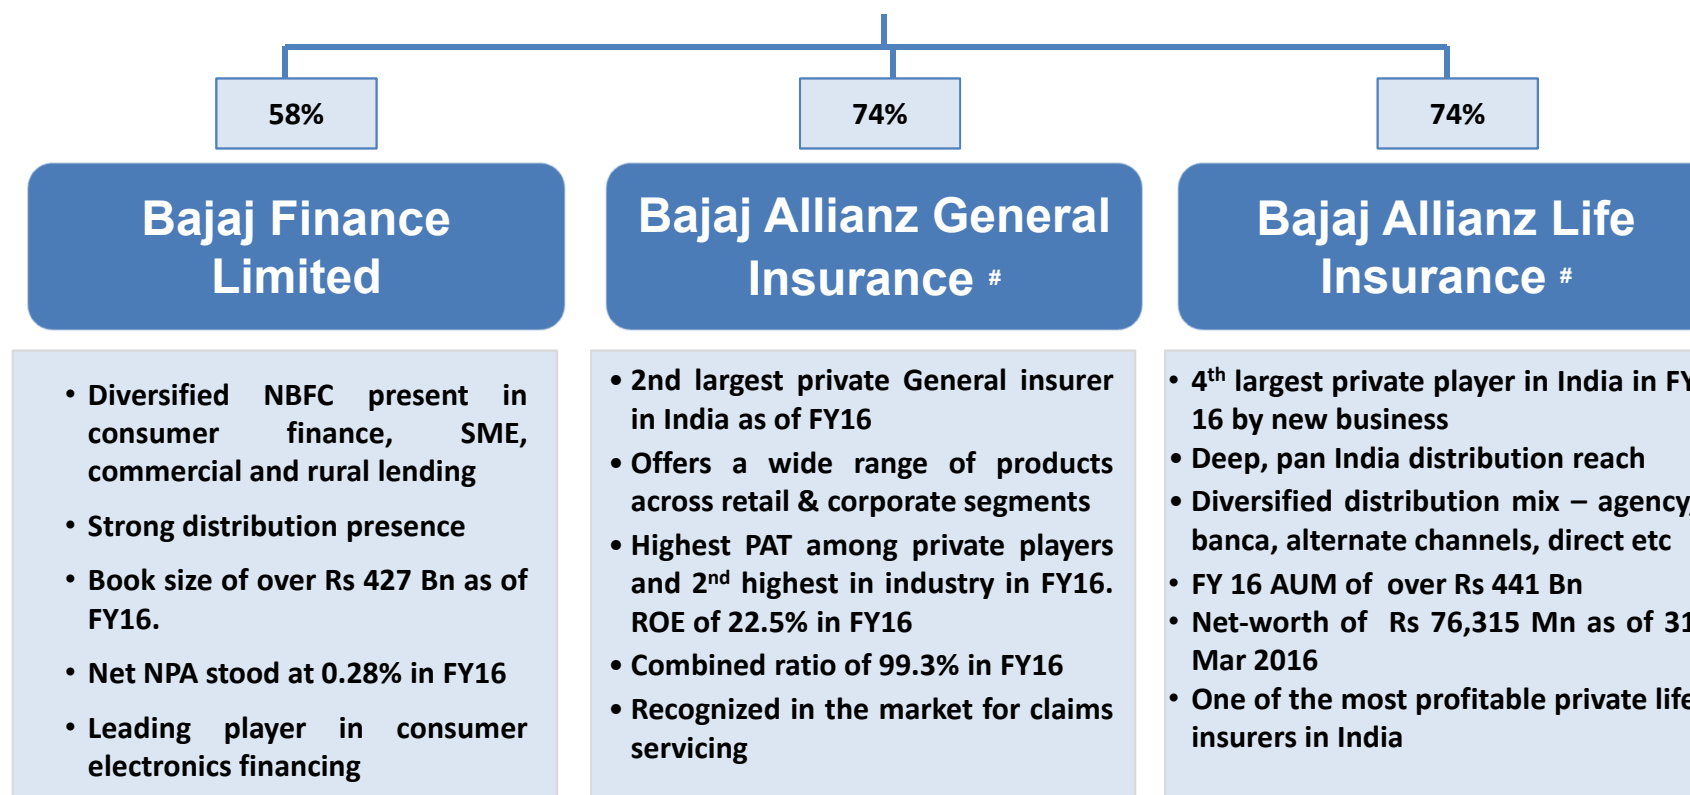 58%
74%
74%
Bajaj Finance
Limited
Bajaj Allianz General
Insurance #
Bajaj Allianz Life
Insurance #
• Diversified NBFC present in
consumer finance, SME,
commercial and rural lending
• Strong distribution presence
• Book size of over Rs 427 Bn as of
FY16.
• Net NPA stood at 0.28% in FY16
• Leading player in consumer
electronics financing
• 2nd largest private General insurer
in India as of FY16
• Offers a wide range of products
across retail & corporate segments
• Highest PAT among private players
and 2nd highest in industry in FY16.
ROE of 22.5% in FY16
• Combined ratio of 99.3% in FY16
• Recognized in the market for claims
servicing
• 4th largest private player in India in FY
16 by new business
• Deep, pan India distribution reach
• Diversified distribution mix – agency,
banca, alternate channels, direct etc
• FY 16 AUM of over Rs 441 Bn
• Net-worth of Rs 76,315 Mn as of 31
Mar 2016
• One of the most profitable private life
insurers in India